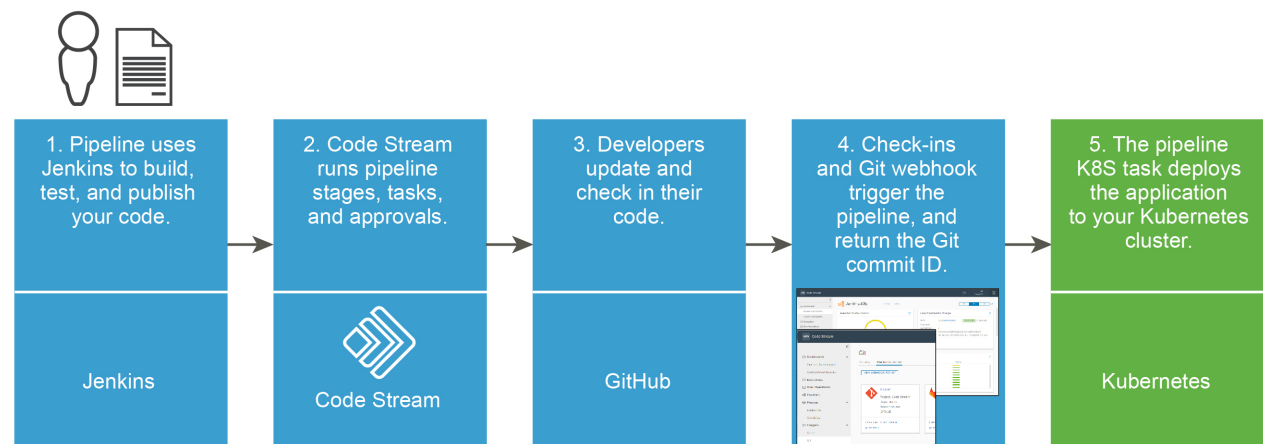 1. Pipeline uses
Jenkins to build,
test, and publish
your code.
2. Code Stream
runs pipeline
stages, tasks,
and approvals.
3. Developers
update and
check in their
code.
4. Check-ins
and Git webhook
trigger the
pipeline, and
return the Git
commit ID.
5. The pipeline
K8S task deploys
the application
to your Kubernetes
cluster.
Jenkins
Code Stream
GitHub
Code Stream
Git
Kubernetes